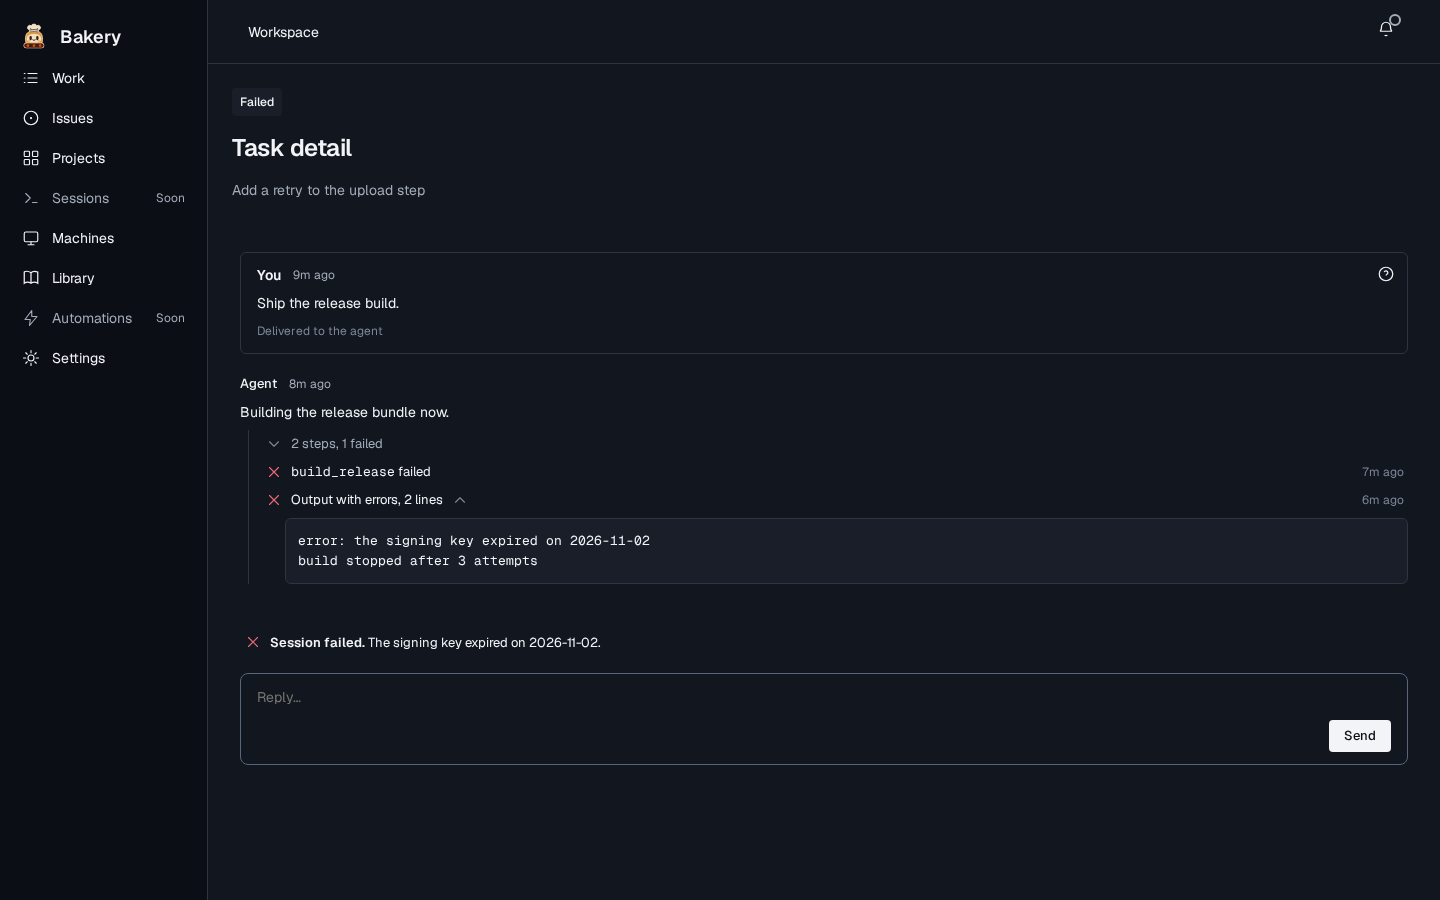 Bakery
Workspace
Work
Issues
Projects
Sessions Soon
Machines
Library
Automations Soon
Settings
Failed
Task detail
Add a retry to the upload step
You 9m ago
Ship the release build.
Delivered to the agent
Agent 8m ago
Building the release bundle now.
2 steps, 1 failed
build_release failed 7m ago
Output with errors, 2 lines 6m ago
error: the signing key expired on 2026-11-02
build stopped after 3 attempts
Session failed. The signing key expired on 2026-11-02.
Reply...
Send